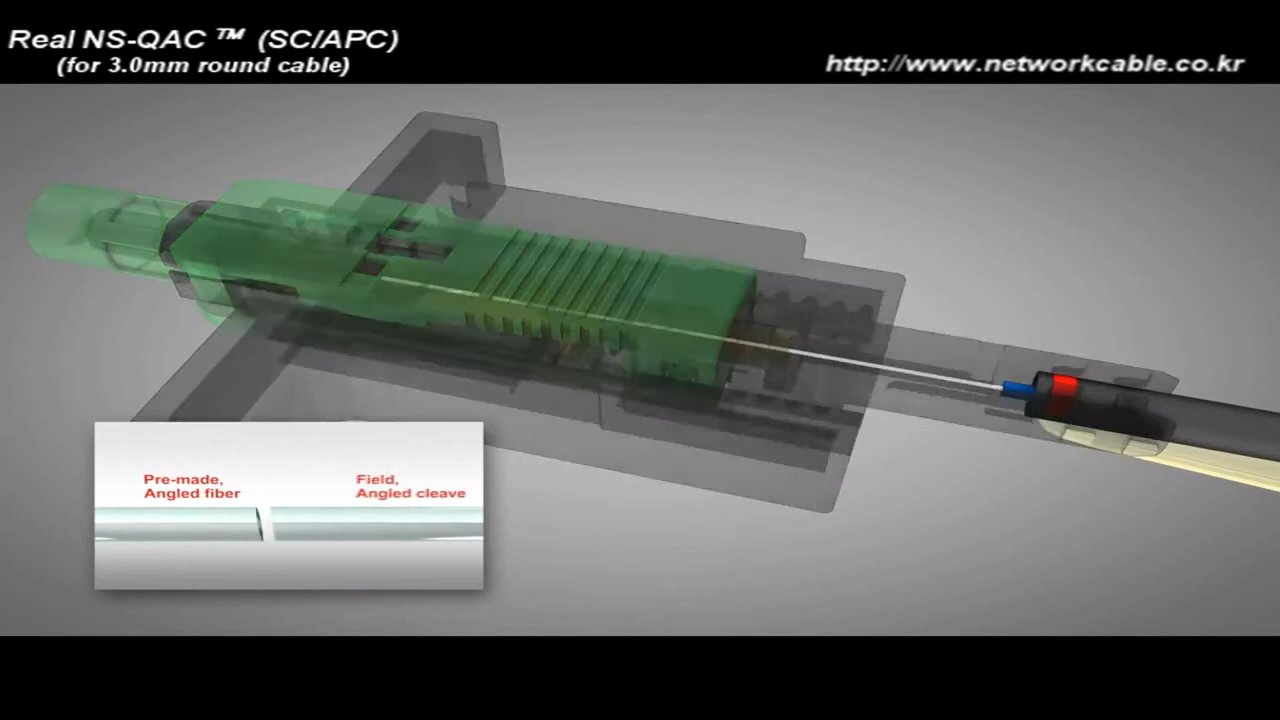 Real NS-QAC ™ (SC/APC)
(for 3.0mm round cable)
http://www.networkcable.co.kr
Pre-made,
Angled fiber
Field,
Angled cleave